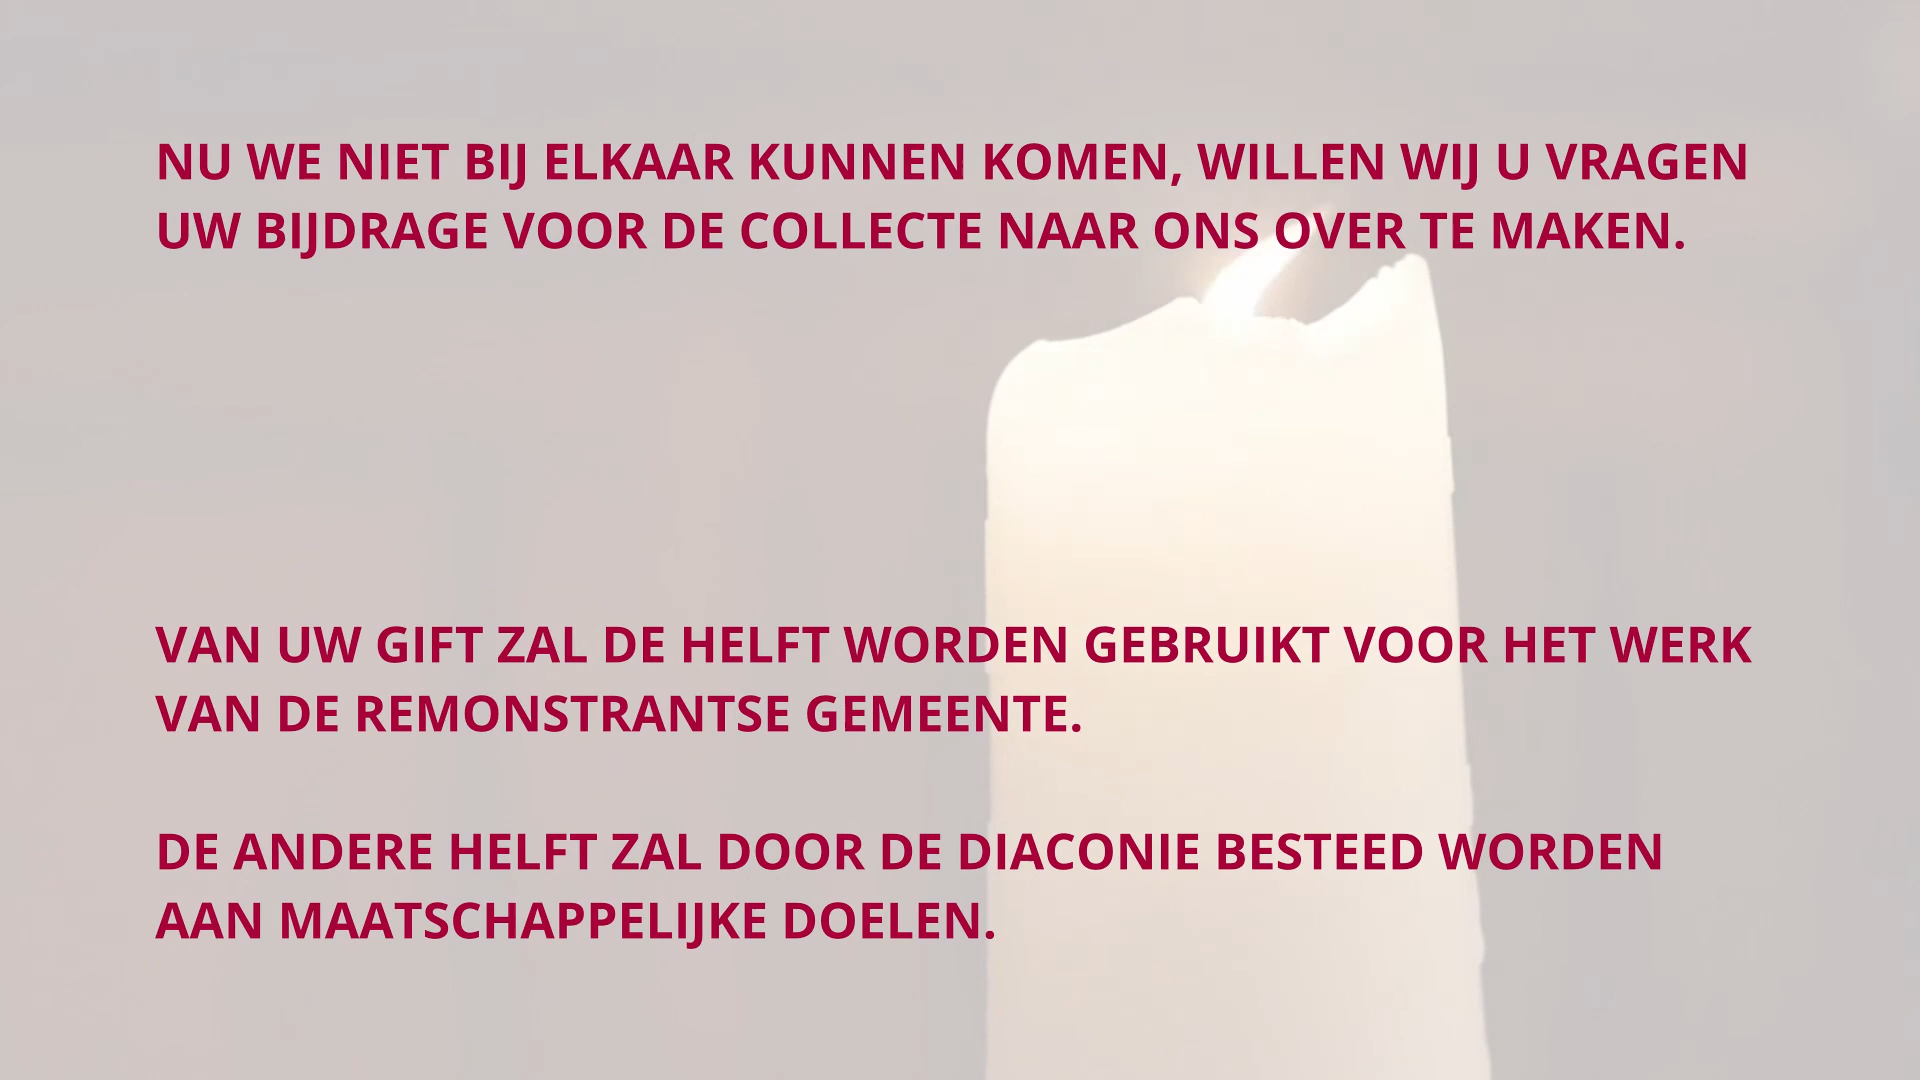 NU WE NIET BIJ ELKAAR KUNNEN KOMEN, WILLEN WIJ U VRAGEN
UW BIJDRAGE VOOR DE COLLECTE NAAR ONS OVER TE MAKEN.
VAN UW GIFT ZAL DE HELFT WORDEN GEBRUIKT VOOR HET WERK
VAN DE REMONSTRANTSE GEMEENTE.
DE ANDERE HELFT ZAL DOOR DE DIACONIE BESTEED WORDEN
AAN MAATSCHAPPELIJKE DOELEN.